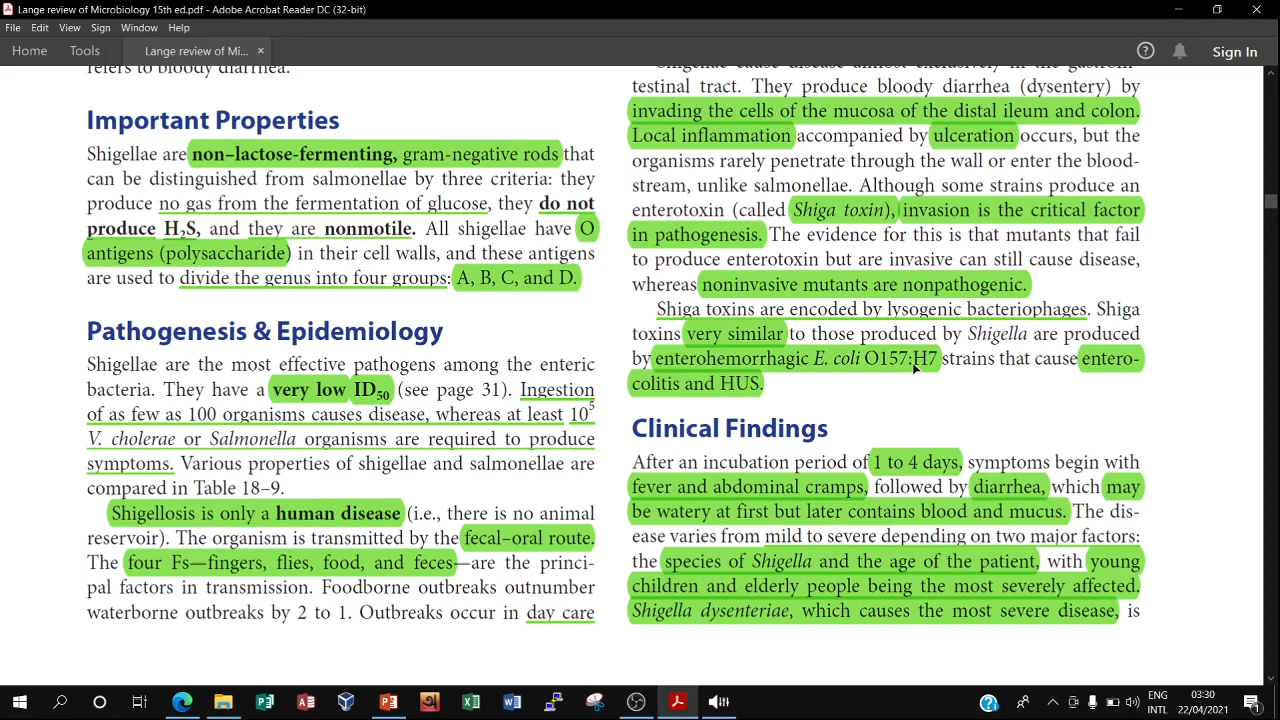 Lange review of Microbiology 15th ed.pdf - Adobe Acrobat Reader DC (32-bit)
File Edit View Sign Window Help
Home Tools Lange review of Mi... × Sign In
refers to bloody diarrhea.
Important Properties
Shigellae are non–lactose-fermenting, gram-negative rods that
can be distinguished from salmonellae by three criteria: they
produce no gas from the fermentation of glucose, they do not
produce H₂S, and they are nonmotile. All shigellae have O
antigens (polysaccharide) in their cell walls, and these antigens
are used to divide the genus into four groups: A, B, C, and D.
Pathogenesis & Epidemiology
Shigellae are the most effective pathogens among the enteric
bacteria. They have a very low ID₅₀ (see page 31). Ingestion
of as few as 100 organisms causes disease, whereas at least 10⁵
V. cholerae or Salmonella organisms are required to produce
symptoms. Various properties of shigellae and salmonellae are
compared in Table 18–9.
Shigellosis is only a human disease (i.e., there is no animal
reservoir). The organism is transmitted by the fecal–oral route.
The four Fs—fingers, flies, food, and feces—are the princi-
pal factors in transmission. Foodborne outbreaks outnumber
waterborne outbreaks by 2 to 1. Outbreaks occur in day care
Shigellae cause disease almost exclusively in the gastroin-
testinal tract. They produce bloody diarrhea (dysentery) by
invading the cells of the mucosa of the distal ileum and colon.
Local inflammation accompanied by ulceration occurs, but the
organisms rarely penetrate through the wall or enter the blood-
stream, unlike salmonellae. Although some strains produce an
enterotoxin (called Shiga toxin), invasion is the critical factor
in pathogenesis. The evidence for this is that mutants that fail
to produce enterotoxin but are invasive can still cause disease,
whereas noninvasive mutants are nonpathogenic.
Shiga toxins are encoded by lysogenic bacteriophages. Shiga
toxins very similar to those produced by Shigella are produced
by enterohemorrhagic E. coli O157:H7 strains that cause entero-
colitis and HUS.
Clinical Findings
After an incubation period of 1 to 4 days, symptoms begin with
fever and abdominal cramps, followed by diarrhea, which may
be watery at first but later contains blood and mucus. The dis-
ease varies from mild to severe depending on two major factors:
the species of Shigella and the age of the patient, with young
children and elderly people being the most severely affected.
Shigella dysenteriae, which causes the most severe disease, is
ENG
INTL
03:30
22/04/2021
1